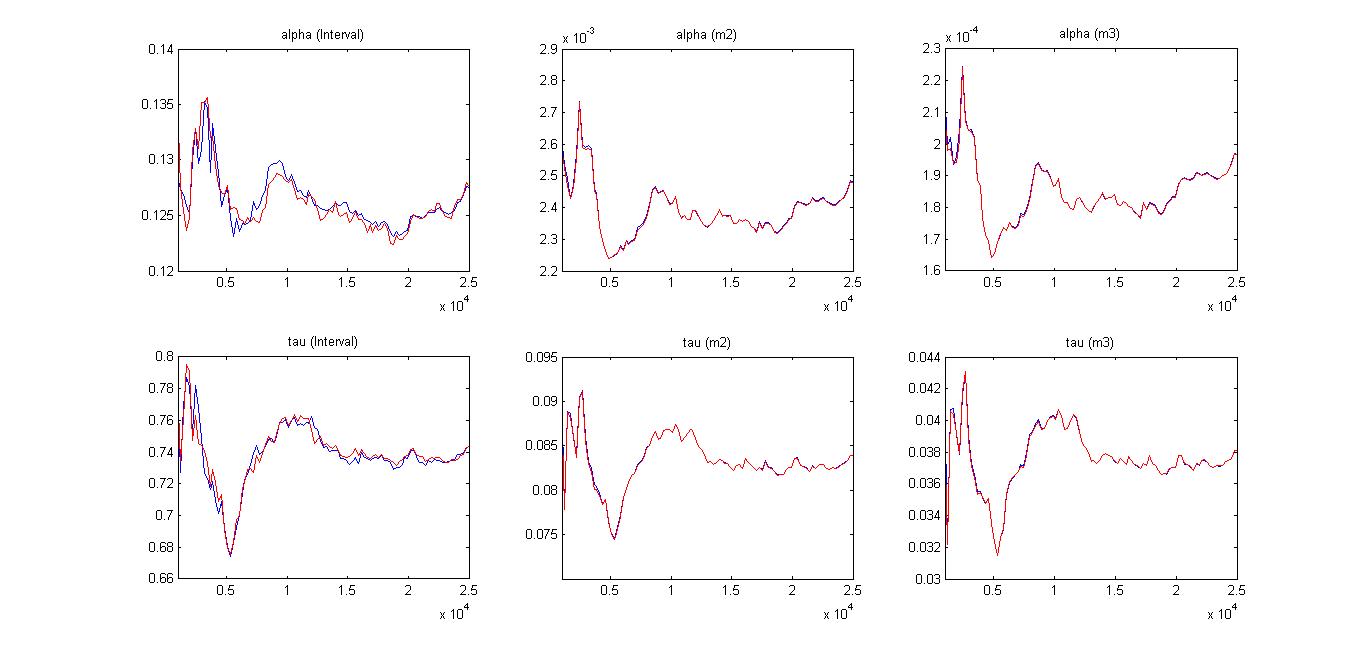 alpha (Interval)
0.14
0.135
0.13
0.125
0.12
0.5 1 1.5 2 2.5
x 10^4
alpha (m2)
x 10^-3
2.9
2.8
2.7
2.6
2.5
2.4
2.3
2.2
0.5 1 1.5 2 2.5
x 10^4
alpha (m3)
x 10^-4
2.3
2.2
2.1
2
1.9
1.8
1.7
1.6
0.5 1 1.5 2 2.5
x 10^4
tau (Interval)
0.8
0.78
0.76
0.74
0.72
0.7
0.68
0.66
0.5 1 1.5 2 2.5
x 10^4
tau (m2)
0.095
0.09
0.085
0.08
0.075
0.5 1 1.5 2 2.5
x 10^4
tau (m3)
0.044
0.042
0.04
0.038
0.036
0.034
0.032
0.03
0.5 1 1.5 2 2.5
x 10^4